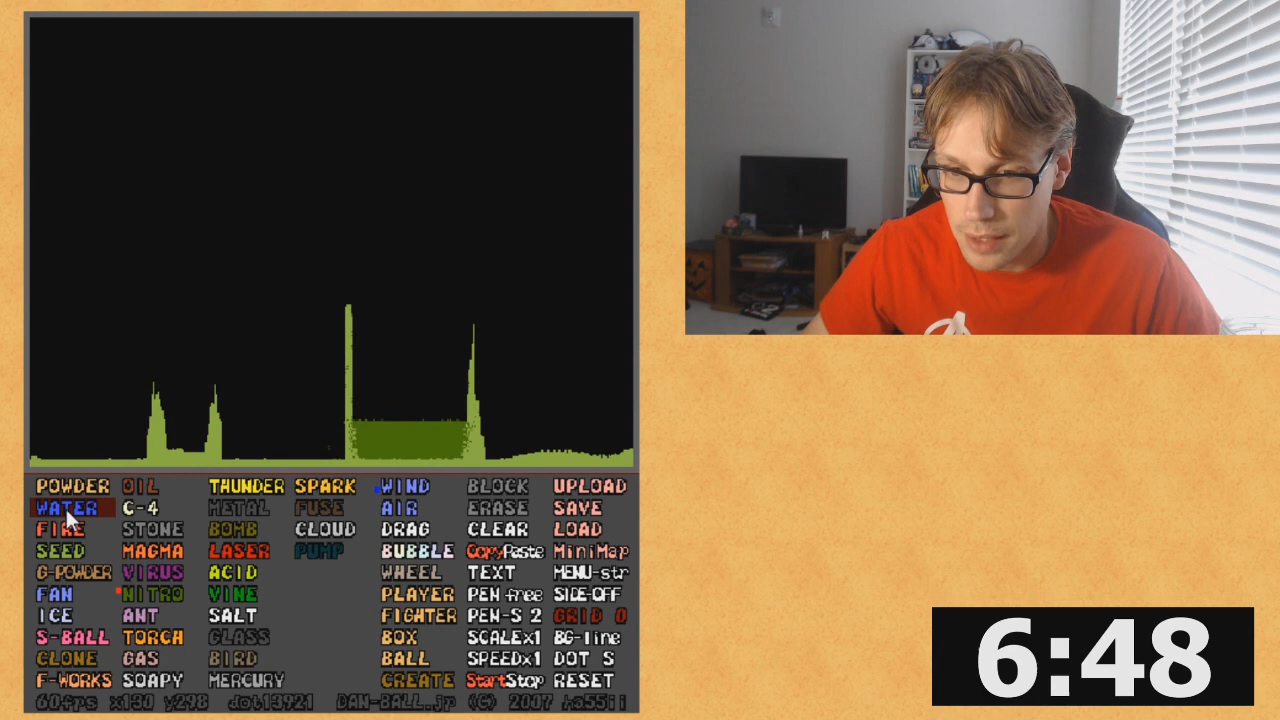 POWDER OIL THUNDER SPARK WIND BLOCK UPLOAD
WATER C-4 METAL FUSE AIR ERASE SAVE
FIRE STONE BOMB CLOUD DRAG CLEAR LOAD
SEED MAGMA LASER PUMP BUBBLE CopyPaste MiniMap
G-POWDER VIRUS ACID WHEEL TEXT MENU-str
FAN NITRO VINE PLAYER PEN free SIDE-OFF
ICE ANT SALT FIGHTER PEN-S 2 GRID 0
S-BALL TORCH GLASS BOX SCALEx1 BG-line
CLONE GAS BIRD BALL SPEEDx1 DOT S
F-WORKS SOAPY MERCURY CREATE StartStop RESET
60fps x130 y298 dot13921 DAN-BALL.jp (C) 2007 ha55ii
6:48